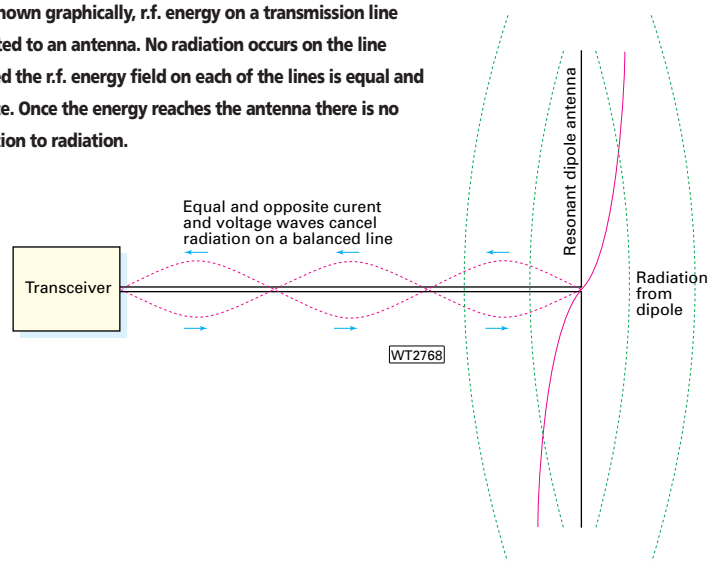 nown graphically, r.f. energy on a transmission line
ted to an antenna. No radiation occurs on the line
ed the r.f. energy field on each of the lines is equal and
e. Once the energy reaches the antenna there is no
tion to radiation.
Equal and opposite curent
and voltage waves cancel
radiation on a balanced line
Transceiver
WT2768
Resonant dipole antenna
Radiation
from
dipole